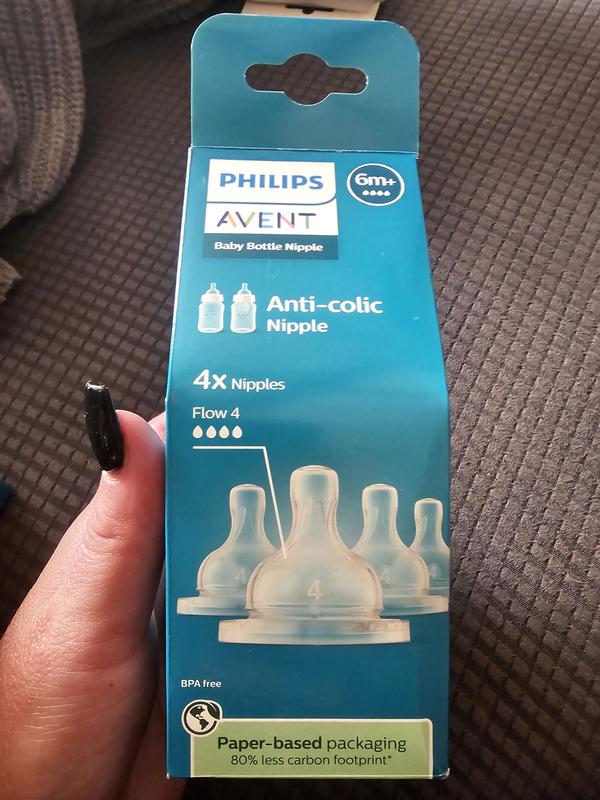 PHILIPS
6m+
AVENT
Baby Bottle Nipple
Anti-colic
Nipple
4x Nipples
Flow 4
4
4
4
BPA free
Paper-based packaging
80% less carbon footprint*